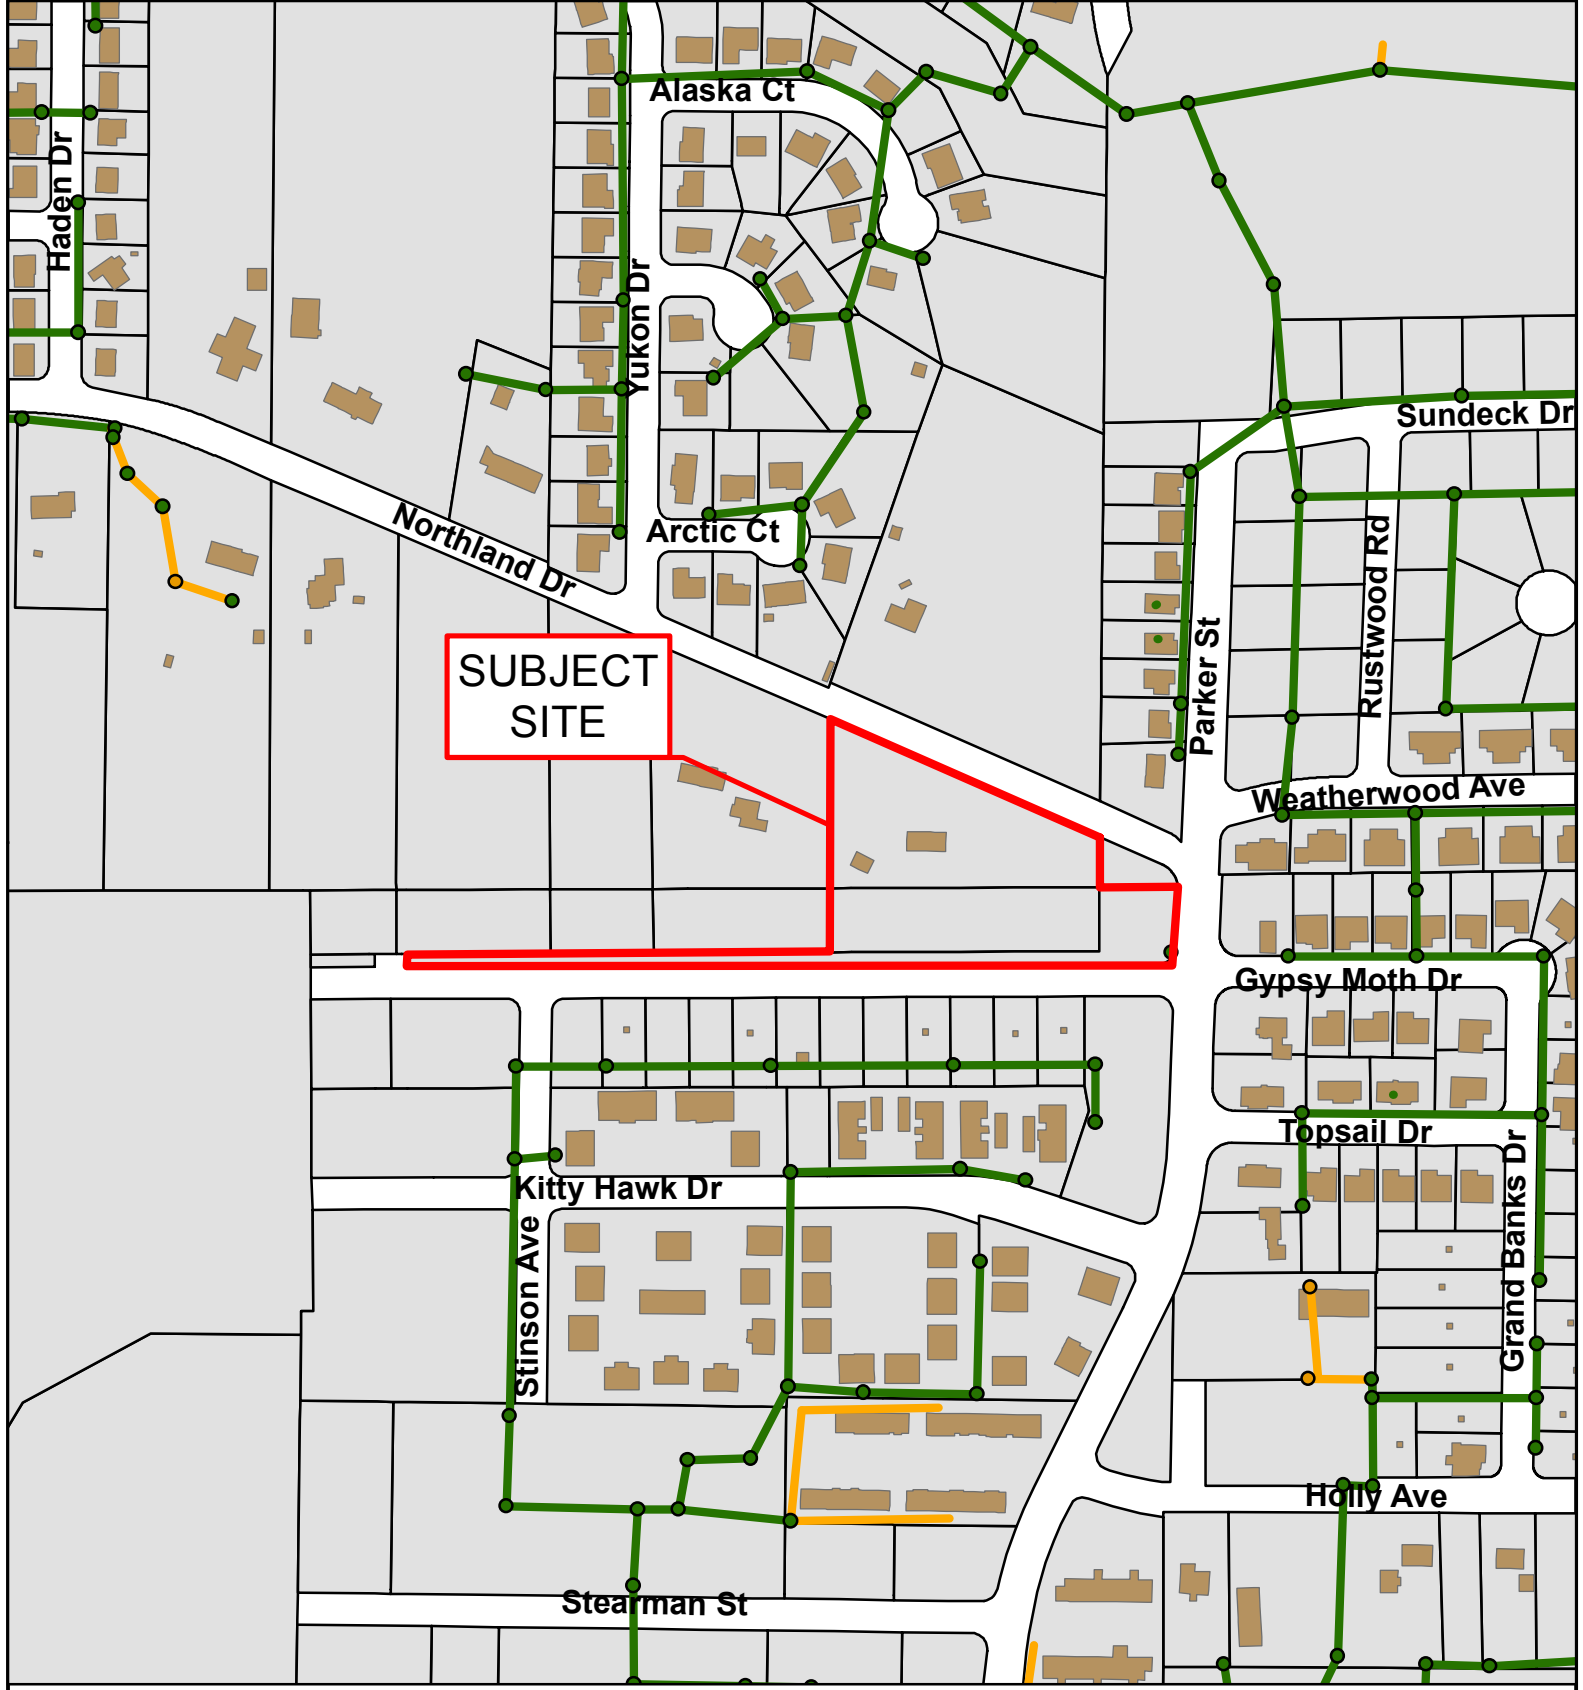 Alaska Ct
Haden Dr
Yukon Dr
Sundeck Dr
Northland Dr
Arctic Ct
Rustwood Rd
Parker St
SUBJECT
SITE
Weatherwood Ave
Gypsy Moth Dr
Topsail Dr
Kitty Hawk Dr
Grand Banks Dr
Stinson Ave
Holly Ave
Stearman St